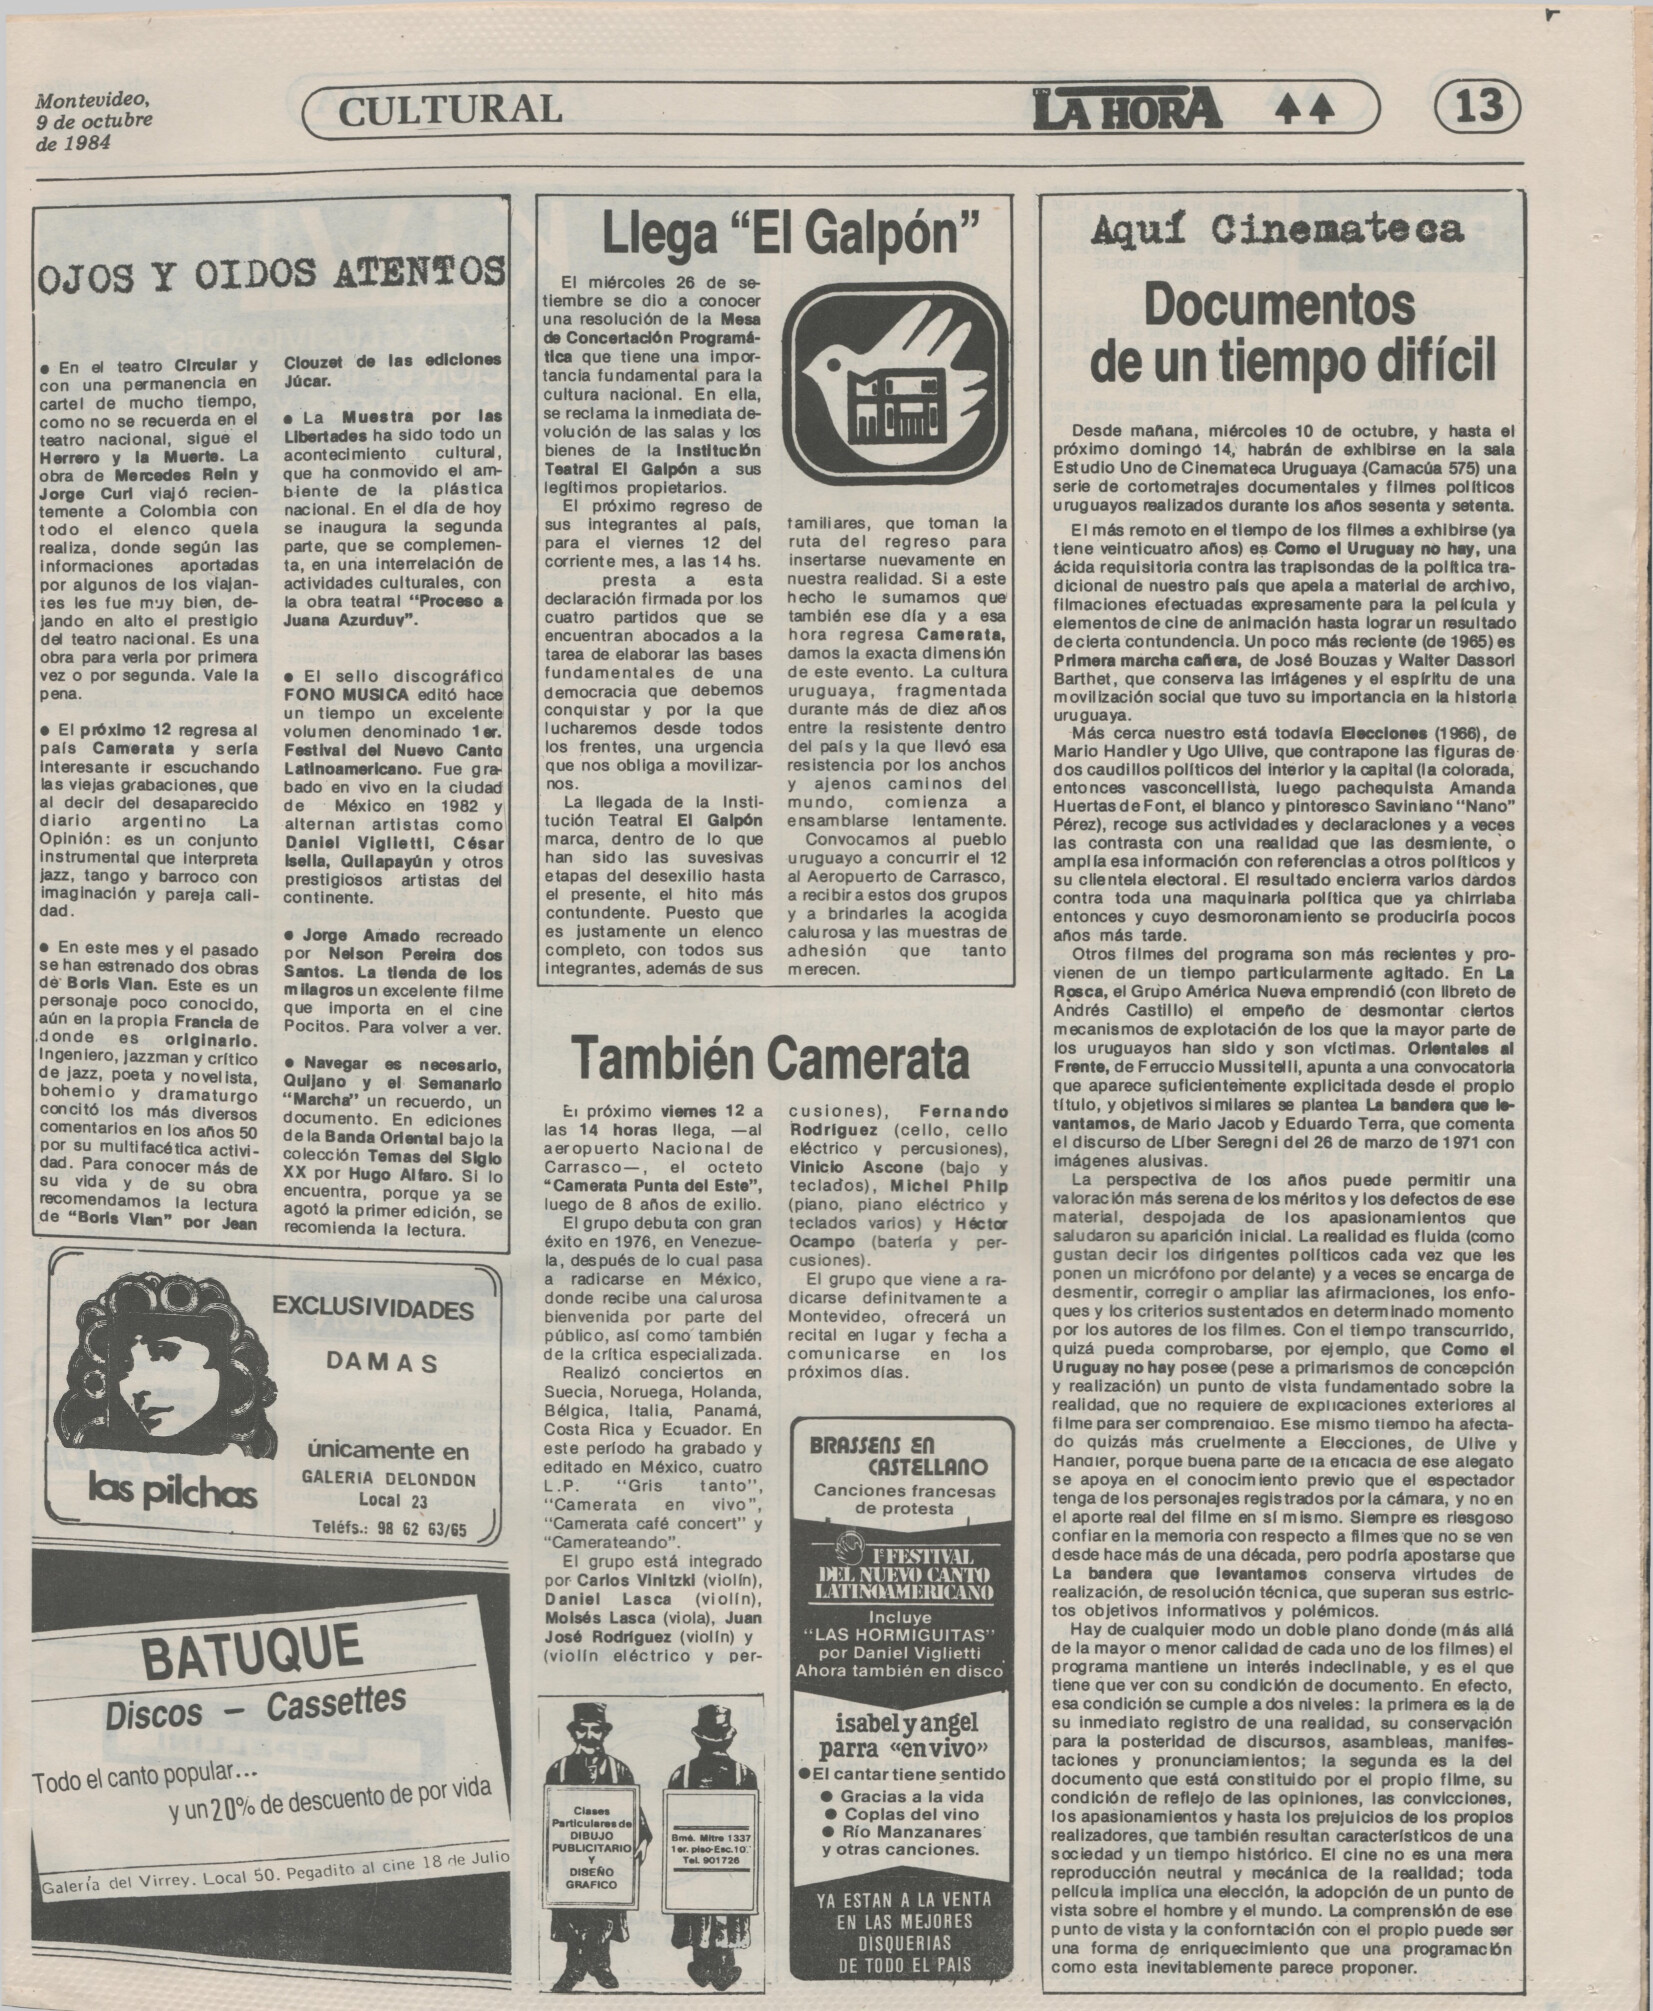 Montevideo,
9 de octubre
de 1984
CULTURAL
EN
LA HORA
13
OJOS Y OIDOS ATENTOS
● En el teatro Circular y
con una permanencia en
cartel de mucho tiempo,
como no se recuerda en el
teatro nacional, sigue el
Herrero y la Muerte. La
obra de Mercedes Rein y
Jorge Curi viajó recien-
temente a Colombia con
todo el elenco quela
realiza, donde según las
informaciones aportadas
por algunos de los viajan-
tes les fue muy bien, de-
jando en alto el prestigio
del teatro nacional. Es una
obra para verla por primera
vez o por segunda. Vale la
pena.
● El próximo 12 regresa al
país Camerata y sería
interesante ir escuchando
las viejas grabaciones, que
al decir del desaparecido
diario argentino La
Opinión: es un conjunto
instrumental que interpreta
jazz, tango y barroco con
imaginación y pareja cali-
dad.
● En este mes y el pasado
se han estrenado dos obras
de Boris Vian. Este es un
personaje poco conocido,
aún en la propia Francia de
donde es originario.
Ingeniero, jazzman y crítico
de jazz, poeta y novelista,
bohemio y dramaturgo
concitó los más diversos
comentarios en los años 50
por su multifacética activi-
dad. Para conocer más de
su vida y de su obra
recomendamos la lectura
de "Boris Vian" por Jean
Clouzet de las ediciones
Júcar.
● La Muestra por las
Libertades ha sido todo un
acontecimiento cultural,
que ha conmovido el am-
biente de la plástica
nacional. En el día de hoy
se inaugura la segunda
parte, que se complemen-
ta, en una interrelación de
actividades culturales, con
la obra teatral "Proceso a
Juana Azurduy".
● El sello discográfico
FONO MUSICA editó hace
un tiempo un excelente
volumen denominado 1er.
Festival del Nuevo Canto
Latinoamericano. Fue gra-
bado en vivo en la ciudad
de México en 1982 y
alternan artistas como
Daniel Viglietti, César
Isella, Quilapayún y otros
prestigiosos artistas del
continente.
● Jorge Amado recreado
por Nelson Pereira dos
Santos. La tienda de los
milagros un excelente filme
que importa en el cine
Pocitos. Para volver a ver.
● Navegar es necesario,
Quijano y el Semanario
"Marcha" un recuerdo, un
documento. En ediciones
de la Banda Oriental bajo la
colección Temas del Siglo
XX por Hugo Alfaro. Si lo
encuentra, porque ya se
agotó la primer edición, se
recomienda la lectura.
EXCLUSIVIDADES
DAMAS
únicamente en
GALERIA DELONDON
Local 23
Teléfs.: 98 62 63/65
las pilchas
BATUQUE
Discos — Cassettes
Todo el canto popular...
y un 20% de descuento de por vida
Galería del Virrey. Local 50. Pegadito al cine 18 de Julio
Llega "El Galpón"
El miércoles 26 de se-
tiembre se dio a conocer
una resolución de la Mesa
de Concertación Programá-
tica que tiene una impor-
tancia fundamental para la
cultura nacional. En ella,
se reclama la inmediata de-
volución de las salas y los
bienes de la Institución
Teatral El Galpón a sus
legítimos propietarios.
El próximo regreso de
sus integrantes al país,
para el viernes 12 del
corriente mes, a las 14 hs.
presta a esta
declaración firmada por los
cuatro partidos que se
encuentran abocados a la
tarea de elaborar las bases
fundamentales de una
democracia que debemos
conquistar y por la que
lucharemos desde todos
los frentes, una urgencia
que nos obliga a movilizar-
nos.
La llegada de la Insti-
tución Teatral El Galpón
marca, dentro de lo que
han sido las suvesivas
etapas del desexilio hasta
el presente, el hito más
contundente. Puesto que
es justamente un elenco
completo, con todos sus
integrantes, además de sus
tamiliares, que toman la
ruta del regreso para
insertarse nuevamente en
nuestra realidad. Si a este
hecho le sumamos que
también ese día y a esa
hora regresa Camerata,
damos la exacta dimensión
de este evento. La cultura
uruguaya, fragmentada
durante más de diez años
entre la resistente dentro
del país y la que llevó esa
resistencia por los anchos
y ajenos caminos del
mundo, comienza a
ensamblarse lentamente.
Convocamos al pueblo
uruguayo a concurrir el 12
al Aeropuerto de Carrasco,
a recibir a estos dos grupos
y a brindarles la acogida
calurosa y las muestras de
adhesión que tanto
merecen.
También Camerata
El próximo viernes 12 a
las 14 horas llega, —al
aeropuerto Nacional de
Carrasco—, el octeto
"Camerata Punta del Este",
luego de 8 años de exilio.
El grupo debuta con gran
éxito en 1976, en Venezue-
la, después de lo cual pasa
a radicarse en México,
donde recibe una calurosa
bienvenida por parte del
público, así como también
de la crítica especializada.
Realizó conciertos en
Suecia, Noruega, Holanda,
Bélgica, Italia, Panamá,
Costa Rica y Ecuador. En
este período ha grabado y
editado en México, cuatro
L.P. "Gris tanto",
"Camerata en vivo",
"Camerata café concert" y
"Camerateando".
El grupo está integrado
por Carlos Vinitzki (violín),
Daniel Lasca (violín),
Moisés Lasca (viola), Juan
José Rodríguez (violín) y
(violín eléctrico y per-
cusiones), Fernando
Rodríguez (cello, cello
eléctrico y percusiones),
Vinicio Ascone (bajo y
teclados), Michel Philp
(piano, piano eléctrico y
teclados varios) y Héctor
Ocampo (batería y per-
cusiones).
El grupo que viene a ra-
dicarse definitvamente a
Montevideo, ofrecerá un
recital en lugar y fecha a
comunicarse en los
próximos días.
Clases
Particulares de
DIBUJO
PUBLICITARIO
Y
DISEÑO
GRAFICO
Bmé. Mitre 1337
1er. piso-Esc.10.
Tel. 901726
BRASSENS EN
CASTELLANO
Canciones francesas
de protesta
1er FESTIVAL
DEL NUEVO CANTO
LATINOAMERICANO
Incluye
"LAS HORMIGUITAS"
por Daniel Viglietti
Ahora también en disco
isabel y angel
parra «en vivo»
● El cantar tiene sentido
● Gracias a la vida
● Coplas del vino
● Río Manzanares
y otras canciones.
YA ESTAN A LA VENTA
EN LAS MEJORES
DISQUERIAS
DE TODO EL PAIS
Aquí Cinemateca
Documentos
de un tiempo difícil
Desde mañana, miércoles 10 de octubre, y hasta el
próximo domingo 14, habrán de exhibirse en la sala
Estudio Uno de Cinemateca Uruguaya (Camacúa 575) una
serie de cortometrajes documentales y filmes políticos
uruguayos realizados durante los años sesenta y setenta.
El más remoto en el tiempo de los filmes a exhibirse (ya
tiene veinticuatro años) es Como el Uruguay no hay, una
ácida requisitoria contra las trapisondas de la política tra-
dicional de nuestro país que apela a material de archivo,
filmaciones efectuadas expresamente para la película y
elementos de cine de animación hasta lograr un resultado
de cierta contundencia. Un poco más reciente (de 1965) es
Primera marcha cañera, de José Bouzas y Walter Dassori
Barthet, que conserva las imágenes y el espíritu de una
movilización social que tuvo su importancia en la historia
uruguaya.
Más cerca nuestro está todavía Elecciones (1966), de
Mario Handler y Ugo Ulive, que contrapone las figuras de
dos caudillos políticos del interior y la capital (la colorada,
entonces vasconcellista, luego pachequista Amanda
Huertas de Font, el blanco y pintoresco Saviniano "Nano"
Pérez), recoge sus actividades y declaraciones y a veces
las contrasta con una realidad que las desmiente, o
amplía esa información con referencias a otros políticos y
su clientela electoral. El resultado encierra varios dardos
contra toda una maquinaria política que ya chirriaba
entonces y cuyo desmoronamiento se produciría pocos
años más tarde.
Otros filmes del programa son más recientes y pro-
vienen de un tiempo particularmente agitado. En La
Rosca, el Grupo América Nueva emprendió (con libreto de
Andrés Castillo) el empeño de desmontar ciertos
mecanismos de explotación de los que la mayor parte de
los uruguayos han sido y son víctimas. Orientales al
Frente, de Ferruccio Mussitelli, apunta a una convocatoria
que aparece suficientemente explicitada desde el propio
título, y objetivos similares se plantea La bandera que le-
vantamos, de Mario Jacob y Eduardo Terra, que comenta
el discurso de Líber Seregni del 26 de marzo de 1971 con
imágenes alusivas.
La perspectiva de los años puede permitir una
valoración más serena de los méritos y los defectos de ese
material, despojada de los apasionamientos que
saludaron su aparición inicial. La realidad es fluida (como
gustan decir los dirigentes políticos cada vez que les
ponen un micrófono por delante) y a veces se encarga de
desmentir, corregir o ampliar las afirmaciones, los enfo-
ques y los criterios sustentados en determinado momento
por los autores de los filmes. Con el tiempo transcurrido,
quizá pueda comprobarse, por ejemplo, que Como el
Uruguay no hay posee (pese a primarismos de concepción
y realización) un punto de vista fundamentado sobre la
realidad, que no requiere de explicaciones exteriores al
filme para ser comprendido. Ese mismo tiempo ha afecta-
do quizás más cruelmente a Elecciones, de Ulive y
Handler, porque buena parte de la eficacia de ese alegato
se apoya en el conocimiento previo que el espectador
tenga de los personajes registrados por la cámara, y no en
el aporte real del filme en sí mismo. Siempre es riesgoso
confiar en la memoria con respecto a filmes que no se ven
desde hace más de una década, pero podría apostarse que
La bandera que levantamos conserva virtudes de
realización, de resolución técnica, que superan sus estric-
tos objetivos informativos y polémicos.
Hay de cualquier modo un doble plano donde (más allá
de la mayor o menor calidad de cada uno de los filmes) el
programa mantiene un interés indeclinable, y es el que
tiene que ver con su condición de documento. En efecto,
esa condición se cumple a dos niveles: la primera es la de
su inmediato registro de una realidad, su conservación
para la posteridad de discursos, asambleas, manifes-
taciones y pronunciamientos; la segunda es la del
documento que está constituido por el propio filme, su
condición de reflejo de las opiniones, las convicciones,
los apasionamientos y hasta los prejuicios de los propios
realizadores, que también resultan característicos de una
sociedad y un tiempo histórico. El cine no es una mera
reproducción neutral y mecánica de la realidad; toda
película implica una elección, la adopción de un punto de
vista sobre el hombre y el mundo. La comprensión de ese
punto de vista y la conforntación con el propio puede ser
una forma de enriquecimiento que una programación
como esta inevitablemente parece proponer.